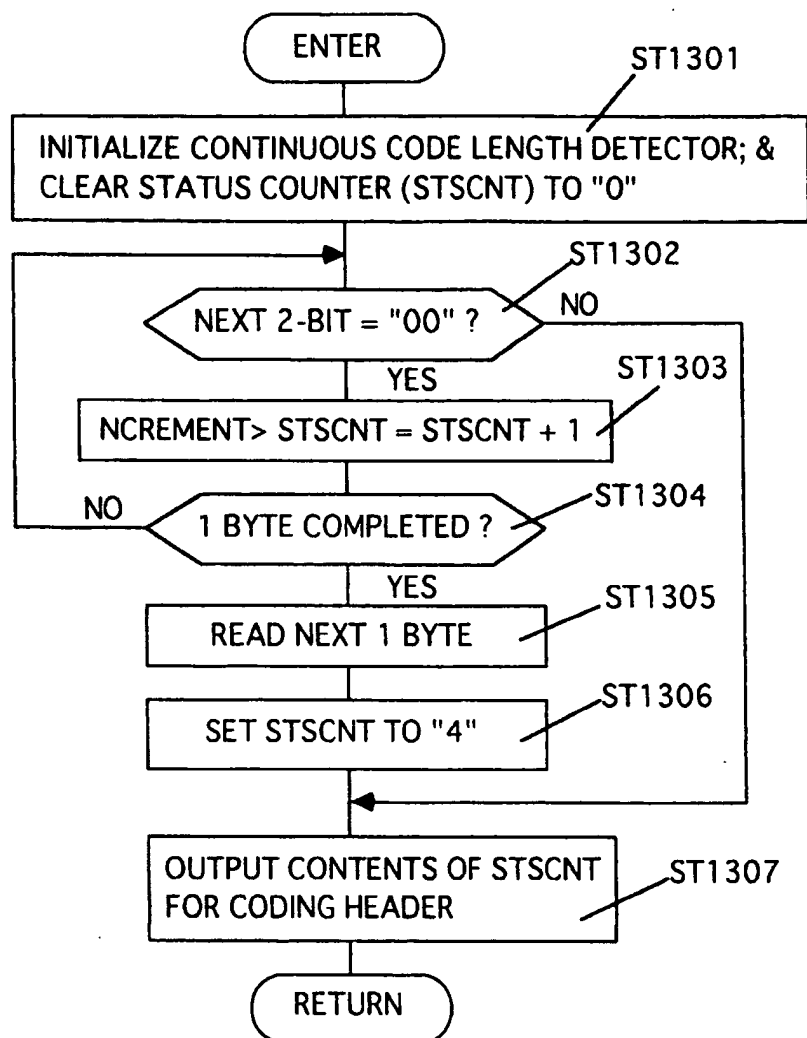 ENTER
ST1301
INITIALIZE CONTINUOUS CODE LENGTH DETECTOR; &
CLEAR STATUS COUNTER (STSCNT) TO "0"
ST1302
NEXT 2-BIT = "00" ?
NO
YES
ST1303
NCREMENT> STSCNT = STSCNT + 1
ST1304
NO
1 BYTE COMPLETED ?
YES
ST1305
READ NEXT 1 BYTE
ST1306
SET STSCNT TO "4"
OUTPUT CONTENTS OF STSCNT
FOR CODING HEADER
ST1307
RETURN